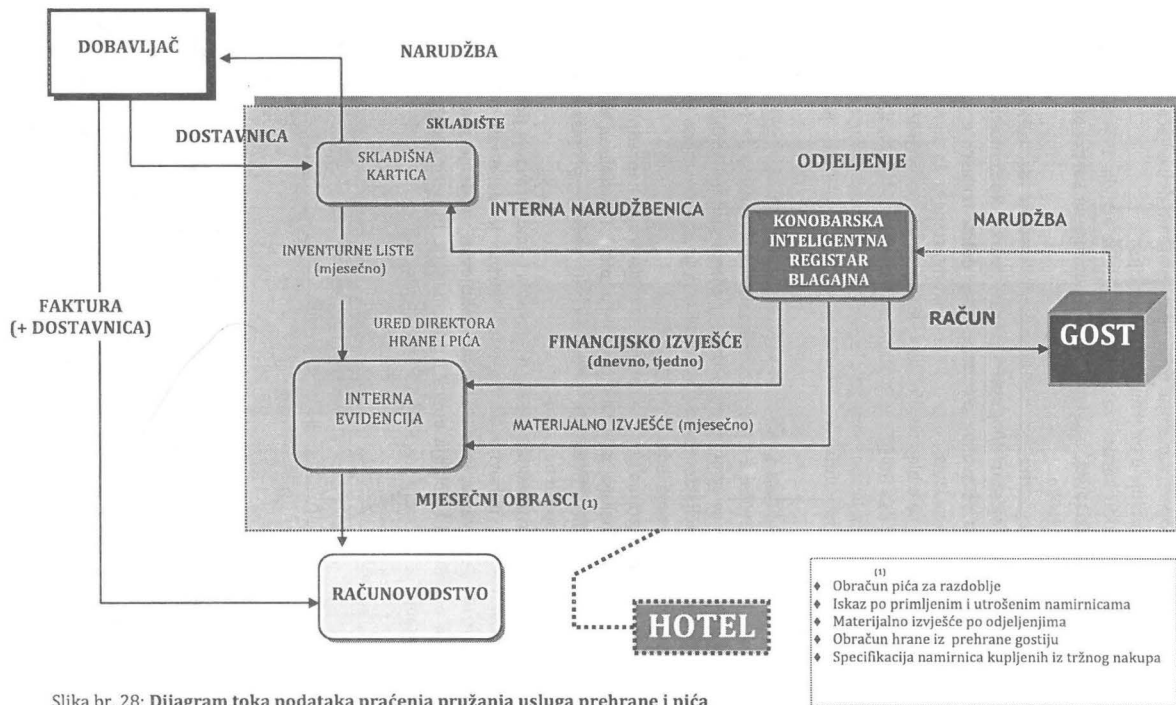 DOBAVLJAČ
NARUDŽBA
DOSTAVNICA
SKLADIŠTE
SKLADIŠNA
KARTICA
ODJELJENJE
INTERNA NARUDŽBENICA
KONOBARSKA
INTELIGENTNA
REGISTAR
BLAGAJNA
NARUDŽBA
INVENTURNE LISTE
(mjesečno)
FAKTURA
(+ DOSTAVNICA)
URED DIREKTORA
HRANE I PIĆA
FINANCIJSKO IZVJEŠĆE
(dnevno, tjedno)
RAČUN
GOST
INTERNA
EVIDENCIJA
MATERIJALNO IZVJEŠĆE (mjesečno)
MJESEČNI OBRASCI (1)
RAČUNOVODSTVO
HOTEL
(1)
♦ Obračun pića za razdoblje
♦ Iskaz po primljenim i utrošenim namirnicama
♦ Materijalno izvješće po odjeljenjima
♦ Obračun hrane iz prehrane gostiju
♦ Specifikacija namirnica kupljenih iz tržnog nakupa
Slika br. 28: Dijagram toka podataka praćenja pružanja usluga prehrane i pića